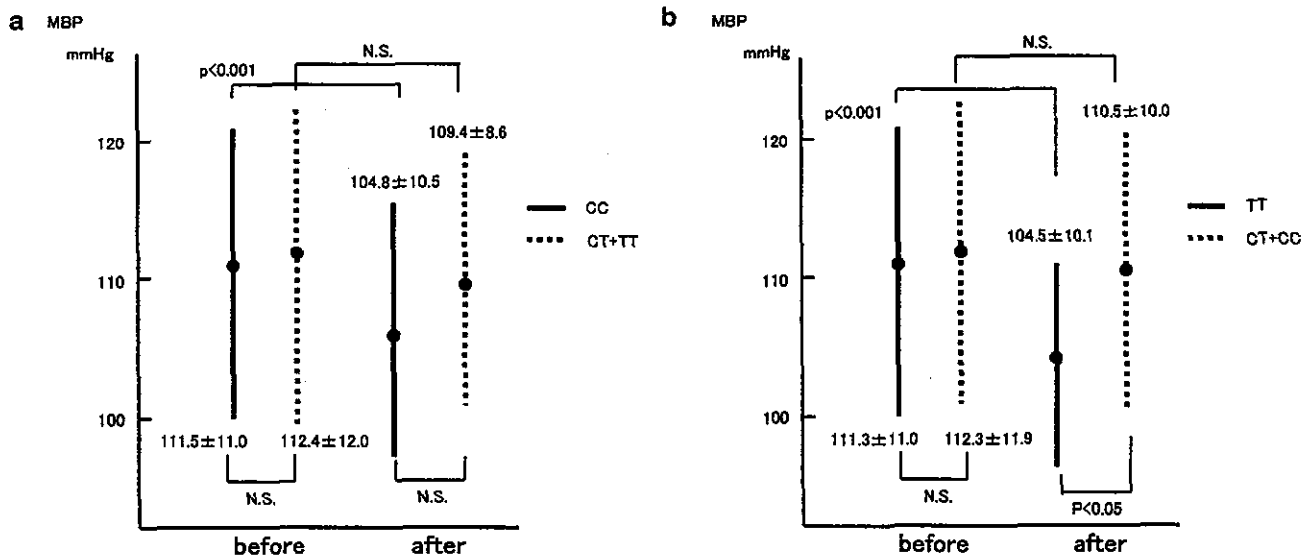 a MBP
mmHg
N.S.
p<0.001
109.4±8.6
120
104.8±10.5
CC
CT+TT
110
100
111.5±11.0 112.4±12.0
N.S. N.S.
before after
b MBP
mmHg
N.S.
p<0.001
110.5±10.0
120
TT
104.5±10.1
CT+CC
110
100
111.3±11.0 112.3±11.9
N.S. P<0.05
before after